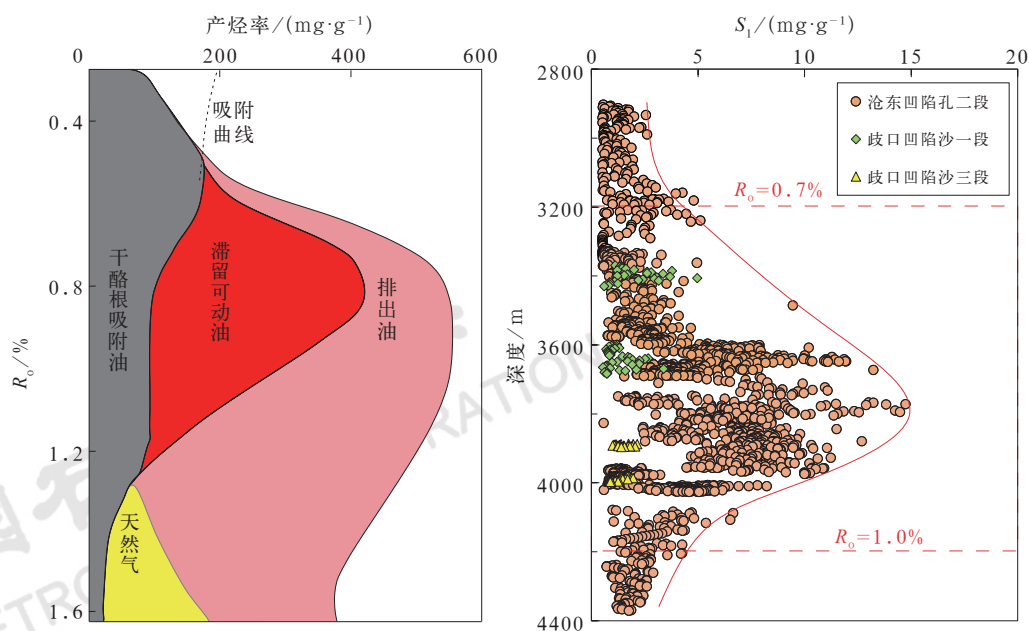 产烃率/(mg·g⁻¹)
0 200 400 600
0.4
0.8
1.2
1.6
Rₒ/%
吸附
曲线
干酪根吸附油
滞留可动油
排出油
天然气
S₁/(mg·g⁻¹)
0 5 10 15 20
2800
3200
3600
4000
4400
深度/m
沧东凹陷孔二段
歧口凹陷沙一段
歧口凹陷沙三段
Rₒ=0.7%
Rₒ=1.0%
RATION